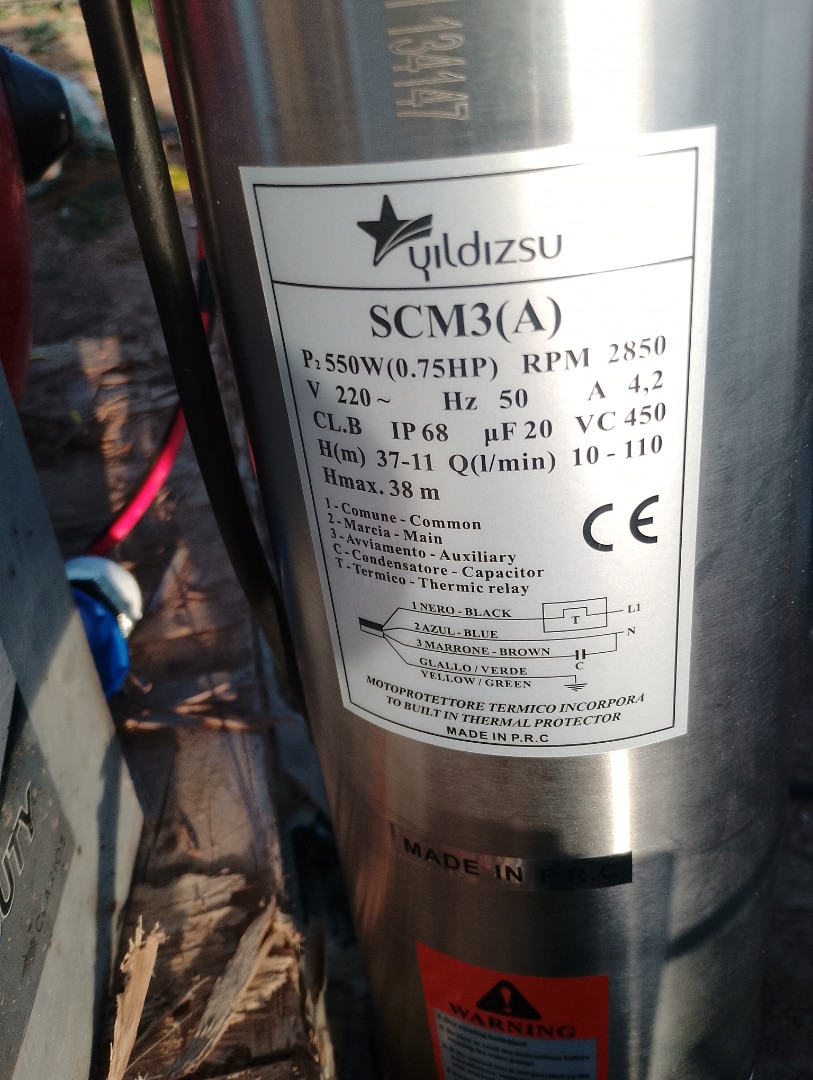 134147
yıldızsu
SCM3(A)
P₂ 550W(0.75HP) RPM 2850
V 220~ Hz 50 A 4,2
CL.B IP 68 µF 20 VC 450
H(m) 37-11 Q(l/min) 10 - 110
Hmax. 38 m
1 - Comune - Common
2 - Marcia - Main
3 - Avviamento - Auxiliary
C - Condensatore - Capacitor
T - Termico - Thermic relay
CE
1 NERO - BLACK
T
L1
2 AZUL - BLUE
N
3 MARRONE - BROWN
C
GLALLO / VERDE
YELLOW / GREEN
MOTOPROTETTORE TERMICO INCORPORA
TO BUILT IN THERMAL PROTECTOR
MADE IN P.R.C
MADE IN P.R.C
UTY
WARNING